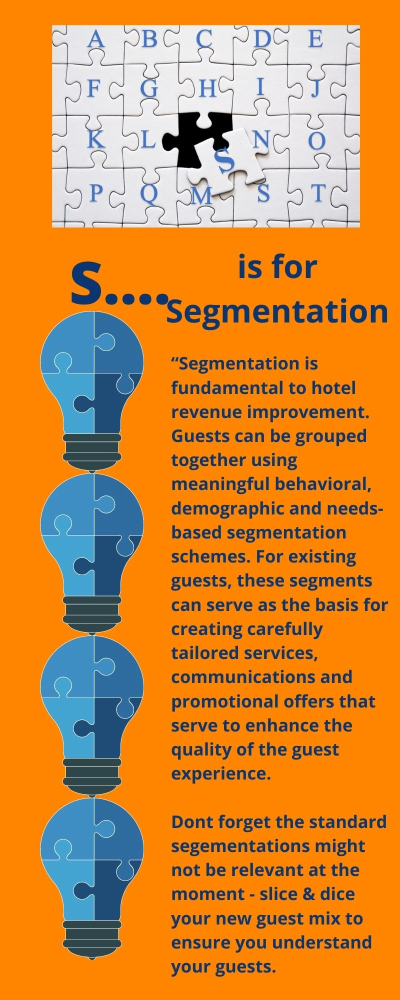 A B C D E
F G H I J
K L N O
S
P Q M S T
s....
is for
Segmentation
“Segmentation is
fundamental to hotel
revenue improvement.
Guests can be grouped
together using
meaningful behavioral,
demographic and needs-
based segmentation
schemes. For existing
guests, these segments
can serve as the basis for
creating carefully
tailored services,
communications and
promotional offers that
serve to enhance the
quality of the guest
experience.
Dont forget the standard
segementations might
not be relevant at the
moment - slice & dice
your new guest mix to
ensure you understand
your guests.